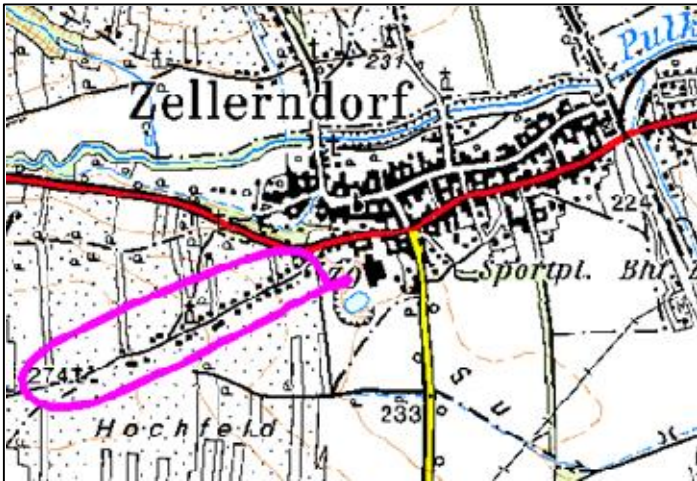 Pulk
231
Zellerndorf
224
Sportpl. Bhf.
274
S U
233
Hochfeld